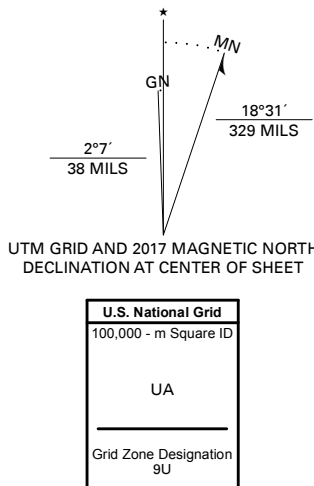 ★
MN
GN
18°31´
329 MILS
2°7´
38 MILS
UTM GRID AND 2017 MAGNETIC NORTH
DECLINATION AT CENTER OF SHEET
U.S. National Grid
100,000 - m Square ID
UA
Grid Zone Designation
9U